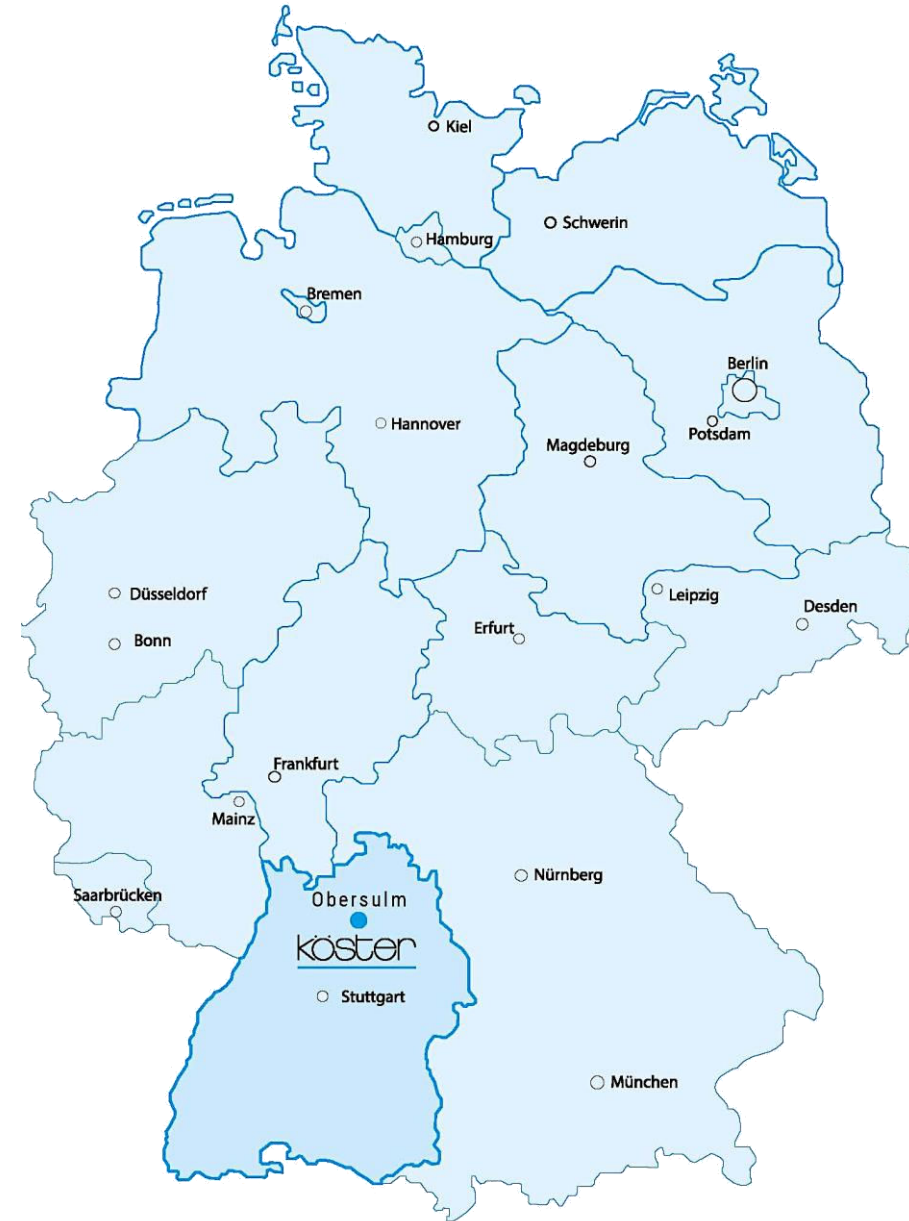 Kiel
Schwerin
Hamburg
Bremen
Berlin
Hannover
Potsdam
Magdeburg
Düsseldorf
Leipzig
Desden
Erfurt
Bonn
Frankfurt
Mainz
Nürnberg
Saarbrücken
Obersulm
köster
Stuttgart
München